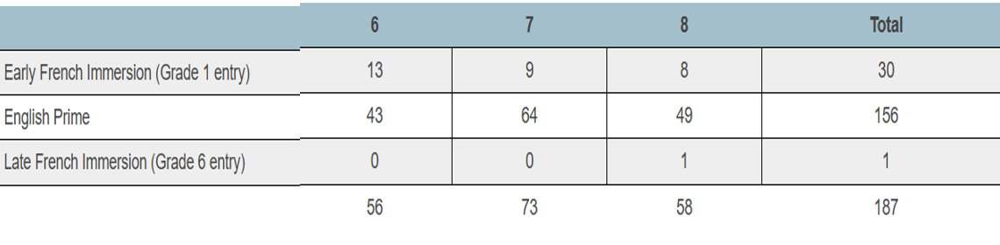 6 7 8 Total
Early French Immersion (Grade 1 entry) 13 9 8 30
English Prime 43 64 49 156
Late French Immersion (Grade 6 entry) 0 0 1 1
56 73 58 187